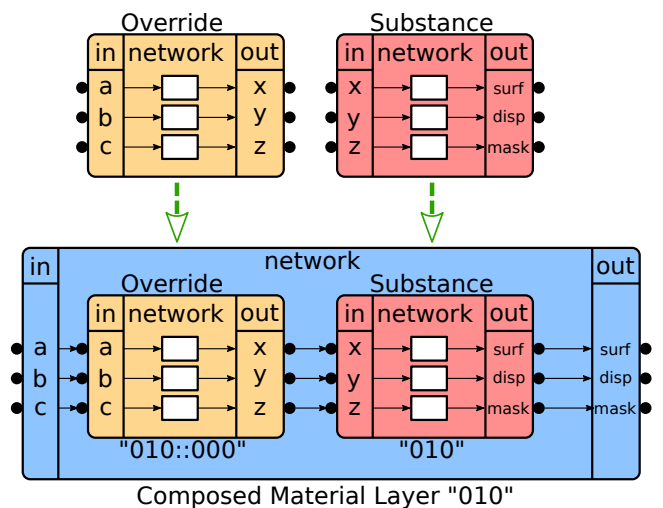 Override Substance
in network out in network out
a x x surf
b y y disp
c z z mask
in network out
Override Substance
in network out in network out
a a x x surf surf
b b y y disp disp
c c z z mask mask
"010::000" "010"
Composed Material Layer "010"